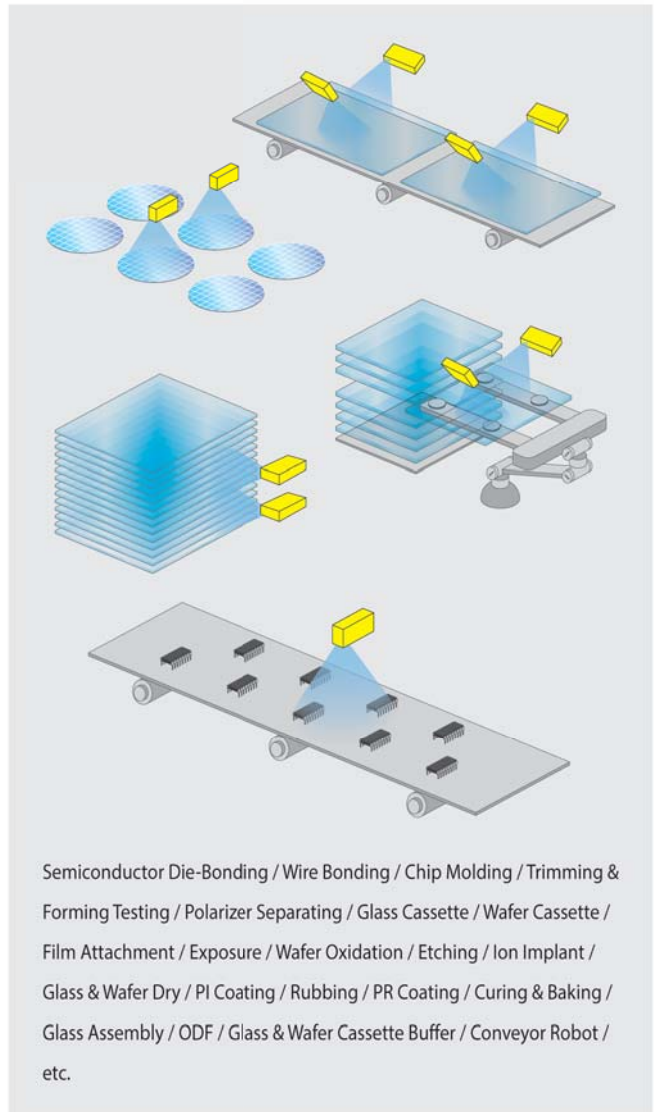 Semiconductor Die-Bonding / Wire Bonding / Chip Molding / Trimming &
Forming Testing / Polarizer Separating / Glass Cassette / Wafer Cassette /
Film Attachment / Exposure / Wafer Oxidation / Etching / Ion Implant /
Glass & Wafer Dry / PI Coating / Rubbing / PR Coating / Curing & Baking /
Glass Assembly / ODF / Glass & Wafer Cassette Buffer / Conveyor Robot /
etc.